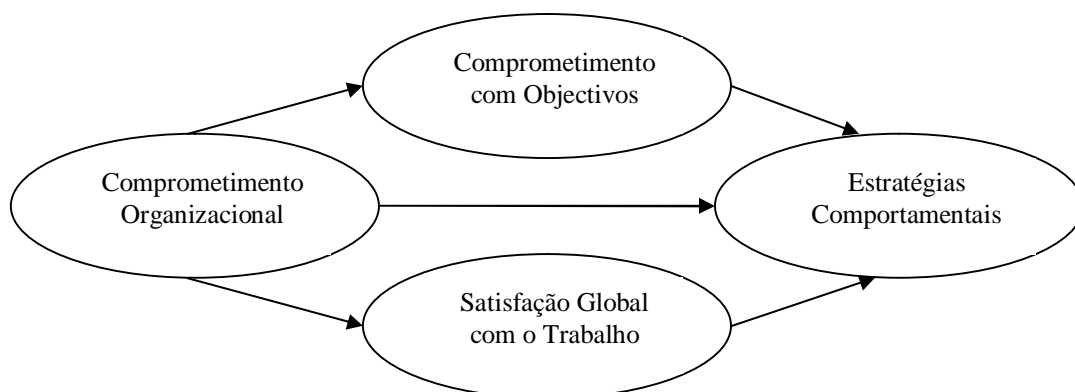 Comprometimento
com Objectivos
Comprometimento
Organizacional
Estratégias
Comportamentais
Satisfação Global
com o Trabalho